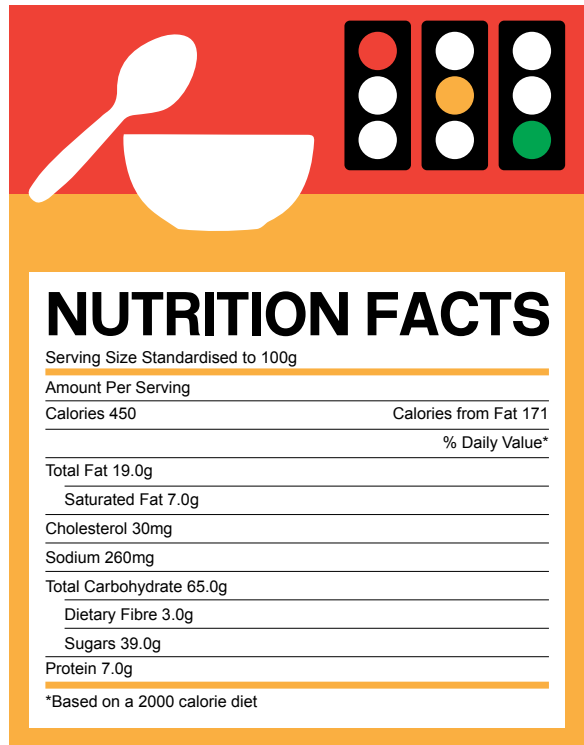 NUTRITION FACTS
Serving Size Standardised to 100g
Amount Per Serving
Calories 450 Calories from Fat 171
% Daily Value*
Total Fat 19.0g
Saturated Fat 7.0g
Cholesterol 30mg
Sodium 260mg
Total Carbohydrate 65.0g
Dietary Fibre 3.0g
Sugars 39.0g
Protein 7.0g
*Based on a 2000 calorie diet